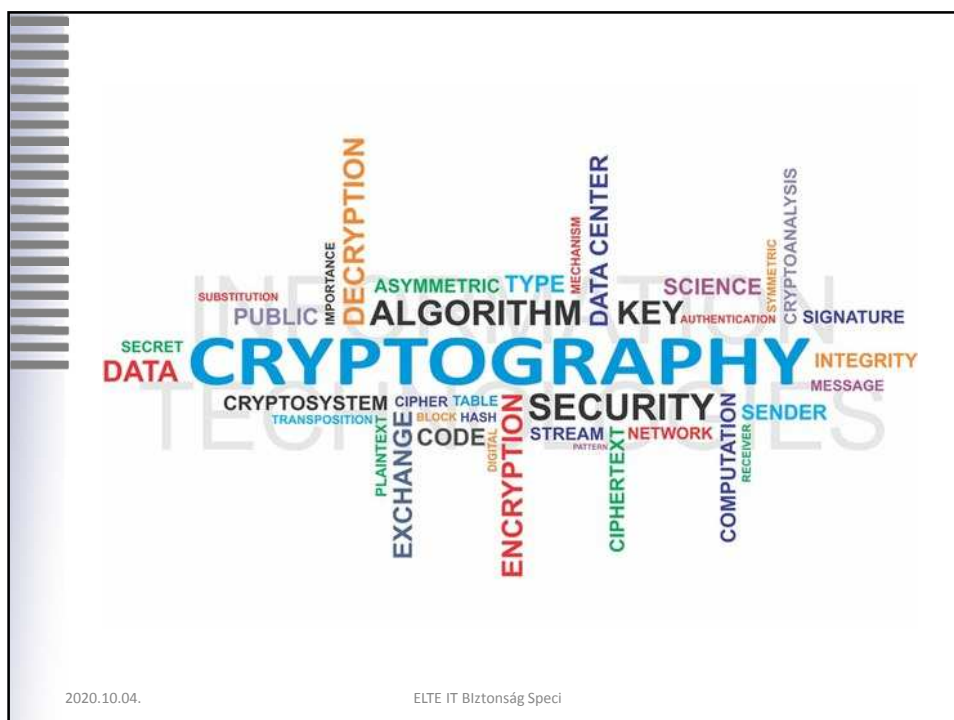 DECRYPTION
IMPORTANCE
MECHANISM
DATA CENTER
SYMMETRIC
CRYPTOANALYSIS
INFORMATION
ASYMMETRIC TYPE
SCIENCE
SUBSTITUTION
PUBLIC
ALGORITHM
KEY
AUTHENTICATION
SIGNATURE
SECRET
DATA
CRYPTOGRAPHY
INTEGRITY
MESSAGE
TECHNOLOGIES
CRYPTOSYSTEM
CIPHER TABLE
SECURITY
SENDER
TRANSPOSITION
BLOCK HASH
CODE
STREAM
NETWORK
PATTERN
PLAINTEXT
EXCHANGE
DIGITAL
ENCRYPTION
CIPHERTEXT
COMPUTATION
RECEIVER
2020.10.04.
ELTE IT BIztonság Speci